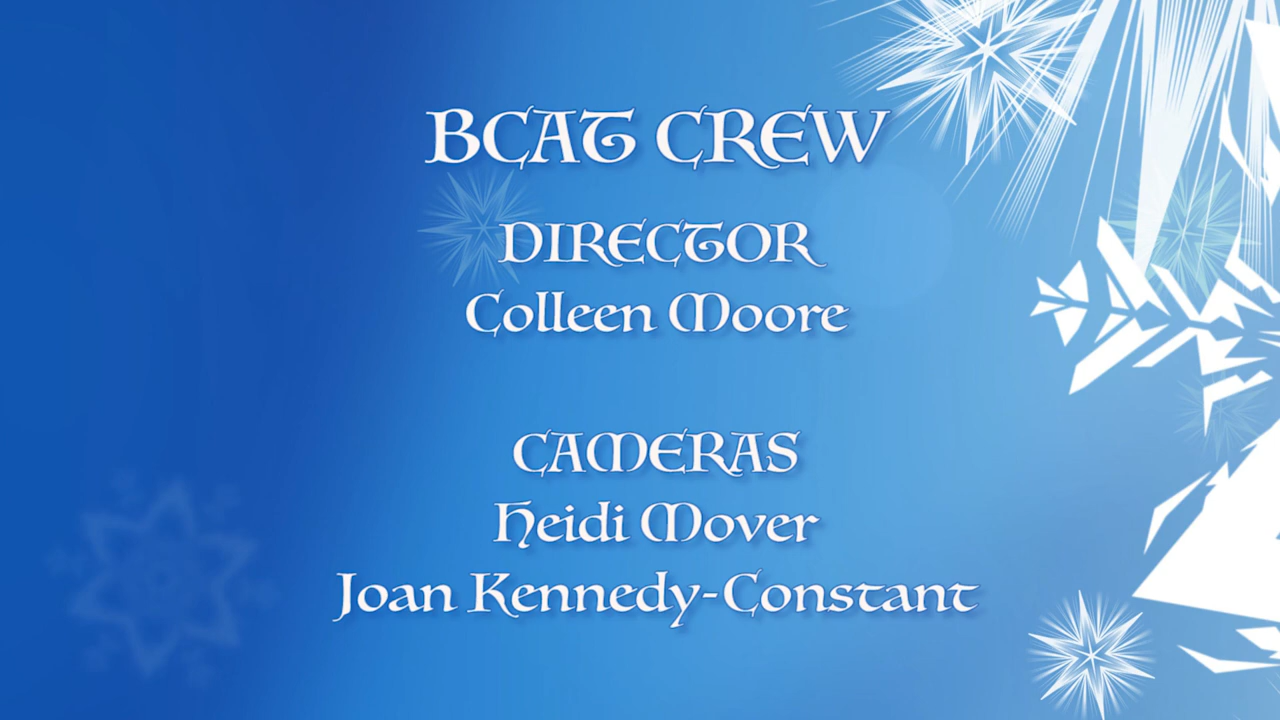 BCAT CREW
DIRECTOR
Colleen Moore
CAMERAS
Heidi Mover
Joan Kennedy-Constant